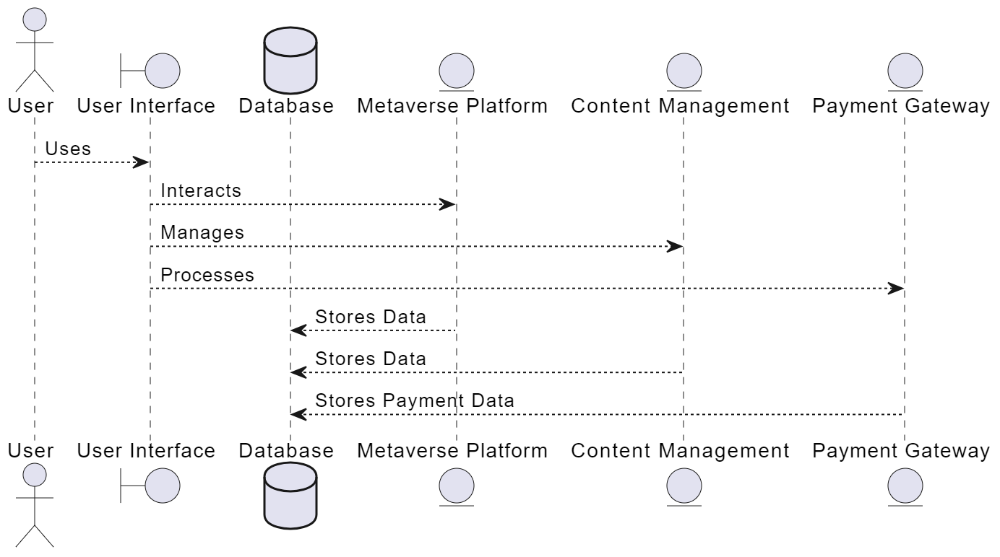 User User Interface Database Metaverse Platform Content Management Payment Gateway
Uses
Interacts
Manages
Processes
Stores Data
Stores Data
Stores Payment Data
User User Interface Database Metaverse Platform Content Management Payment Gateway